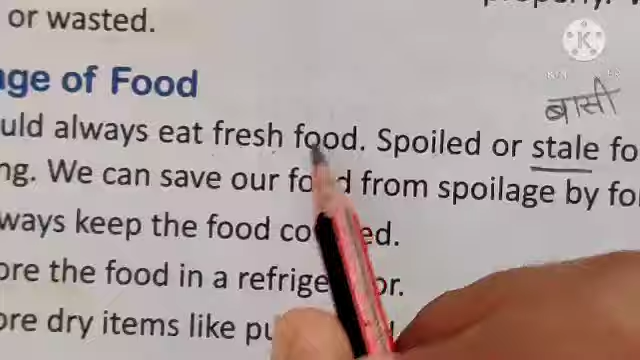 or wasted.
age of Food
बासी
uld always eat fresh food. Spoiled or stale fo
ng. We can save our food from spoilage by fo
ways keep the food co ed.
ore the food in a refrige or.
ore dry items like pu